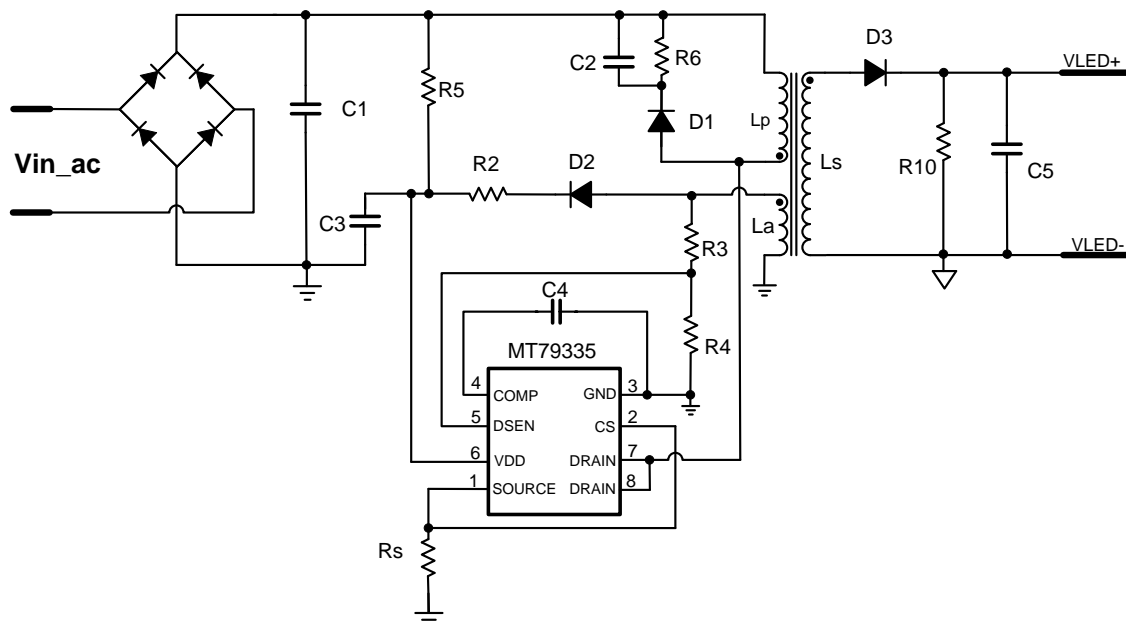 D3
VLED+
C2
R6
R5
C1
D1
Lp
Vin_ac
R2
D2
Ls
R10
C5
C3
La
R3
VLED-
C4
R4
MT79335
4
COMP
GND
3
5
DSEN
CS
2
6
VDD
DRAIN
7
1
SOURCE
DRAIN
8
Rs